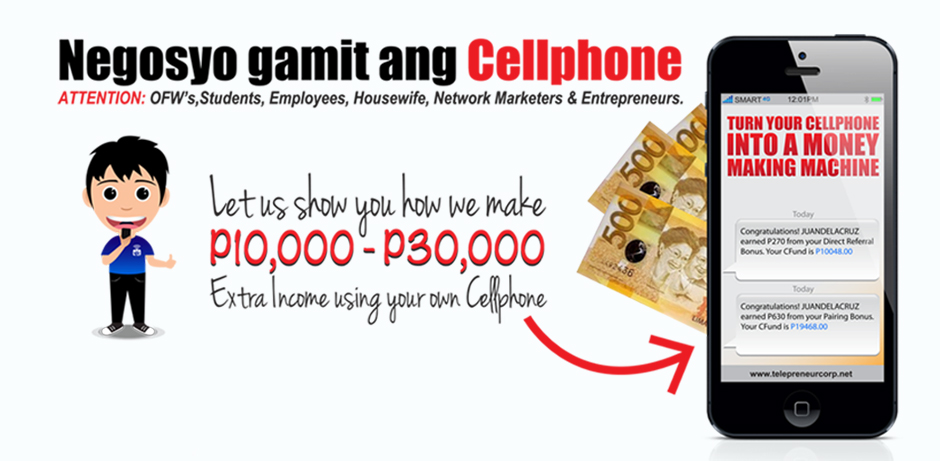 Negosyo gamit ang Cellphone
ATTENTION: OFW's,Students, Employees, Housewife, Network Marketers & Entrepreneurs.
Let us show you how we make
P10,000 - P30,000
Extra Income using your own Cellphone
500
500
SMART 12:01PM
TURN YOUR CELLPHONE
INTO A MONEY
MAKING MACHINE
Today
Congratulations! JUANDELACRUZ
earned P270 from your Direct Referral
Bonus. Your CFund is P10048.00
Today
Congratulations! JUANDELACRUZ
earned P630 from your Pairing Bonus.
Your CFund is P19468.00
www.telepreneurcorp.net